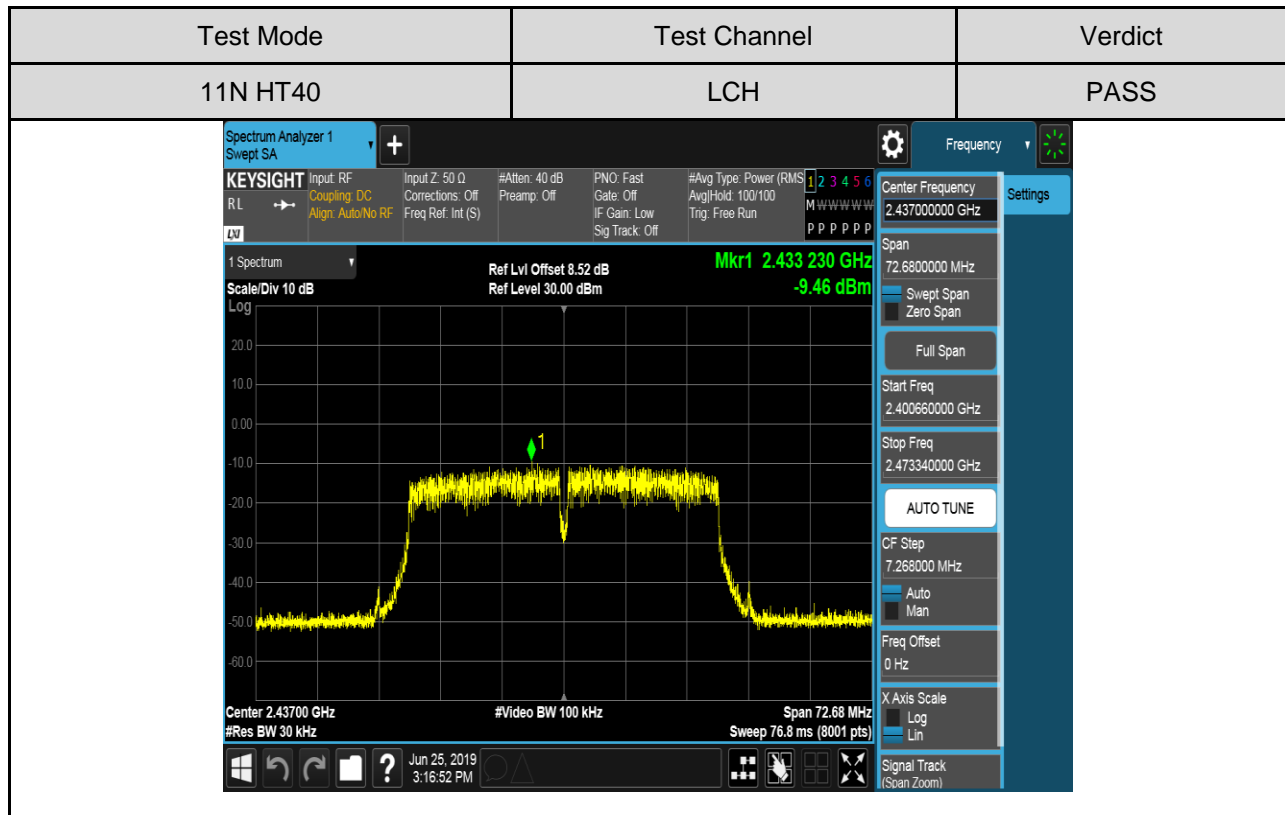 Test Mode Test Channel Verdict
11N HT40 LCH PASS
Spectrum Analyzer 1
Swept SA
+
Frequency
KEYSIGHT Input: RF Input Z: 50 Ω #Atten: 40 dB PNO: Fast #Avg Type: Power (RMS 1 2 3 4 5 6
RL Coupling: DC Corrections: Off Preamp: Off Gate: Off Avg|Hold: 100/100 M W W W W W
Align: Auto/No RF Freq Ref: Int (S) IF Gain: Low Trig: Free Run
LXI Sig Track: Off P P P P P P
1 Spectrum
Ref Lvl Offset 8.52 dB Mkr1 2.433 230 GHz
Scale/Div 10 dB Ref Level 30.00 dBm -9.46 dBm
Log
20.0
10.0
0.00
1
-10.0
-20.0
-30.0
-40.0
-50.0
-60.0
Center 2.43700 GHz #Video BW 100 kHz Span 72.68 MHz
#Res BW 30 kHz Sweep 76.8 ms (8001 pts)
Center Frequency
2.437000000 GHz
Settings
Span
72.6800000 MHz
Swept Span
Zero Span
Full Span
Start Freq
2.400660000 GHz
Stop Freq
2.473340000 GHz
AUTO TUNE
CF Step
7.268000 MHz
Auto
Man
Freq Offset
0 Hz
X Axis Scale
Log
Lin
Signal Track
(Span Zoom)
? Jun 25, 2019
3:16:52 PM